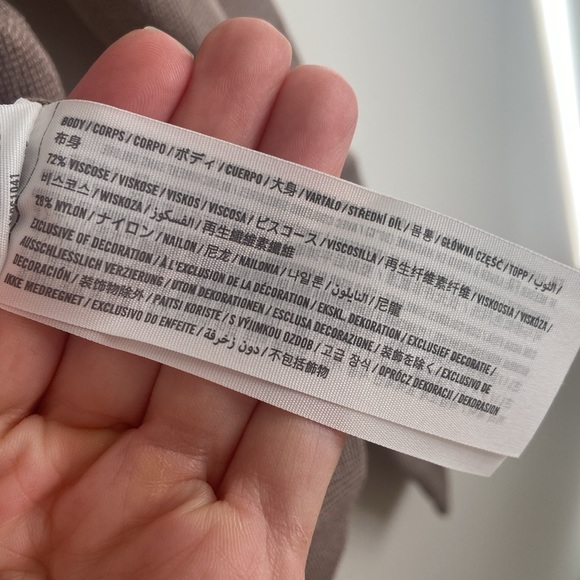 BODY / CORPS / CORPO / ボディ / CUERPO / 大身 / VARTALO / STŘEDNÍ DÍL / 몸통 / GŁÓWNA CZĘŚĆ / TOPP / اللوب /
布身
72% VISCOSE / VISKOSE / VISKOS / VISCOSA / ビスコース / VISCOSILLA / 再生纤维素纤维 / VISKOOSIA / VISKÓZA /
비스코스 / WISKOZA / الفسكوز / 再生纖維素纖維
28% NYLON / ナイロン / NAILON / 尼龙 / NAILONIA / 나일론 / النايلون / 尼龍
EXCLUSIVE OF DECORATION / À L'EXCLUSION DE LA DÉCORATION / EKSKL. DEKORATION / EXCLUSIEF DECORATIE /
AUSSCHLIESSLICH VERZIERUNG / UTOM DEKORATIONEN / ESCLUSA DECORAZIONE / 装飾を除く / EXCLUSIVO DE
DECORACIÓN / 装饰物除外 / PAITSI KORISTE / S VÝJIMKOU OZDOB / 고급 장식 / OPRÓCZ DEKORACJI / DEKORASJON
IKKE MEDREGNET / EXCLUSIVO DO ENFEITE / دون زخرفة / 不包括飾物